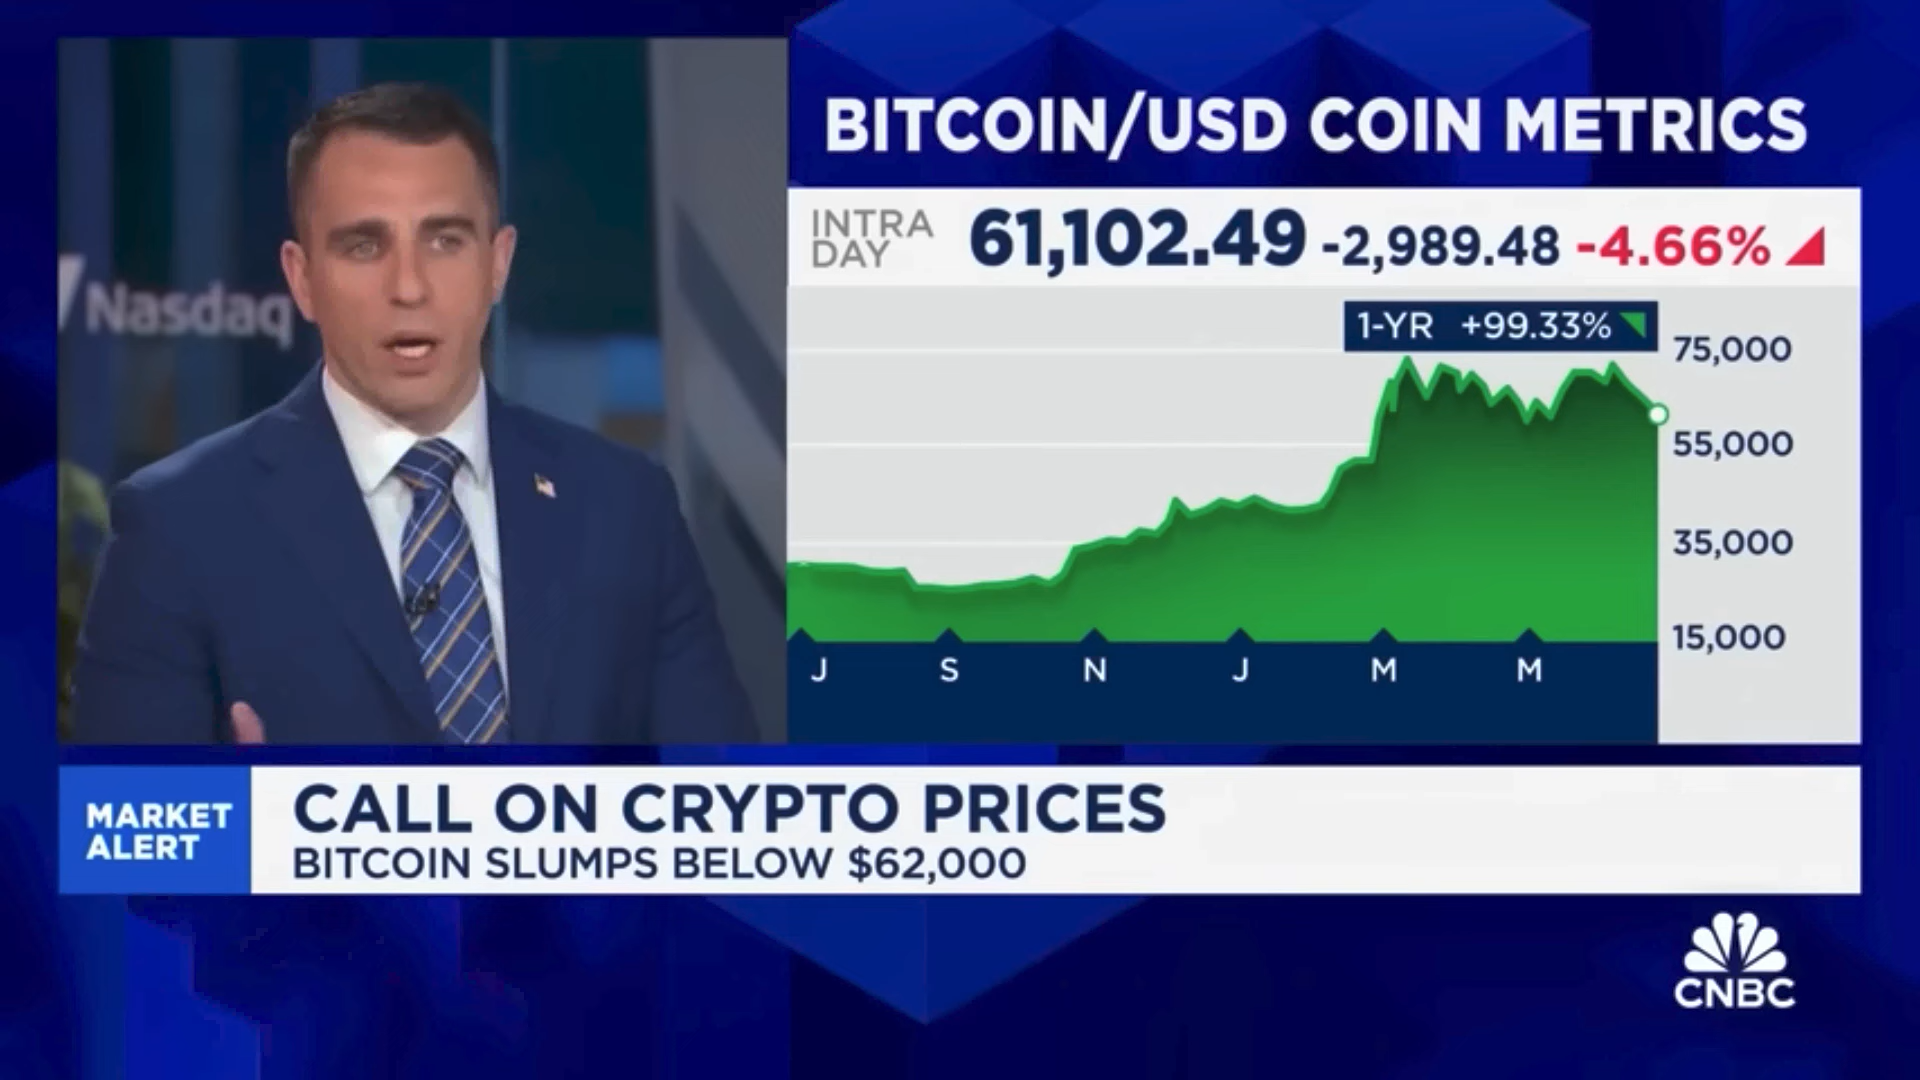 Nasdaq
BITCOIN/USD COIN METRICS
INTRA
DAY
61,102.49 -2,989.48 -4.66%
1-YR +99.33%
75,000
55,000
35,000
15,000
J S N J M M
MARKET
ALERT
CALL ON CRYPTO PRICES
BITCOIN SLUMPS BELOW $62,000
CNBC